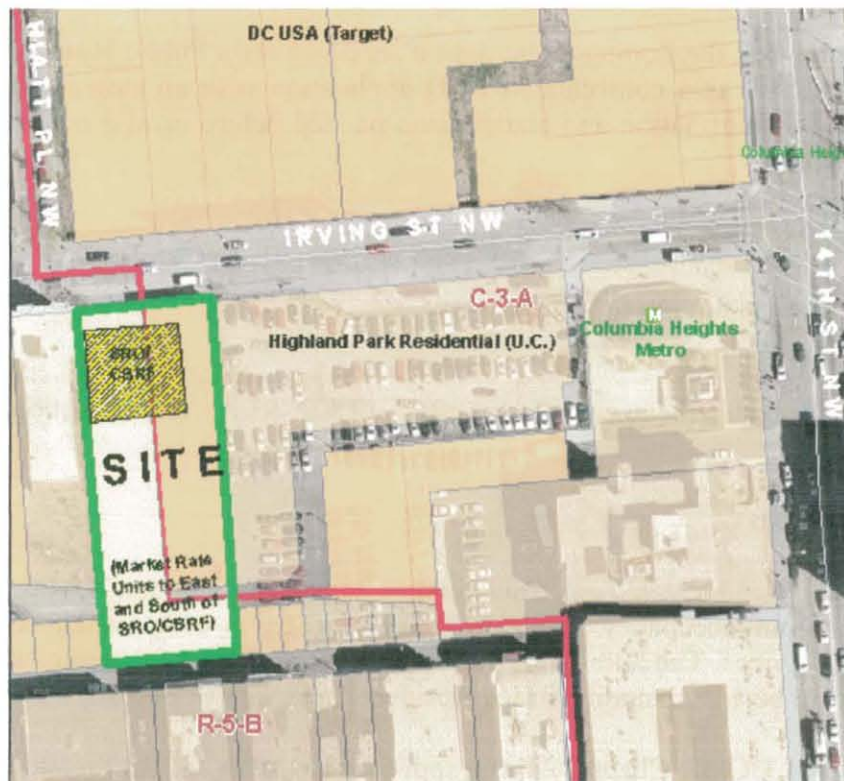 DC USA (Target)
HIATT PL NW
Columbia Heigh
IRVING ST NW
14TH ST NW
C-3-A
M
Columbia Heights
Metro
Highland Park Residential (U.C.)
SRO/
CBRF
SITE
(Market Rate
Units to East
and South of
SRO/CBRF)
R-5-B